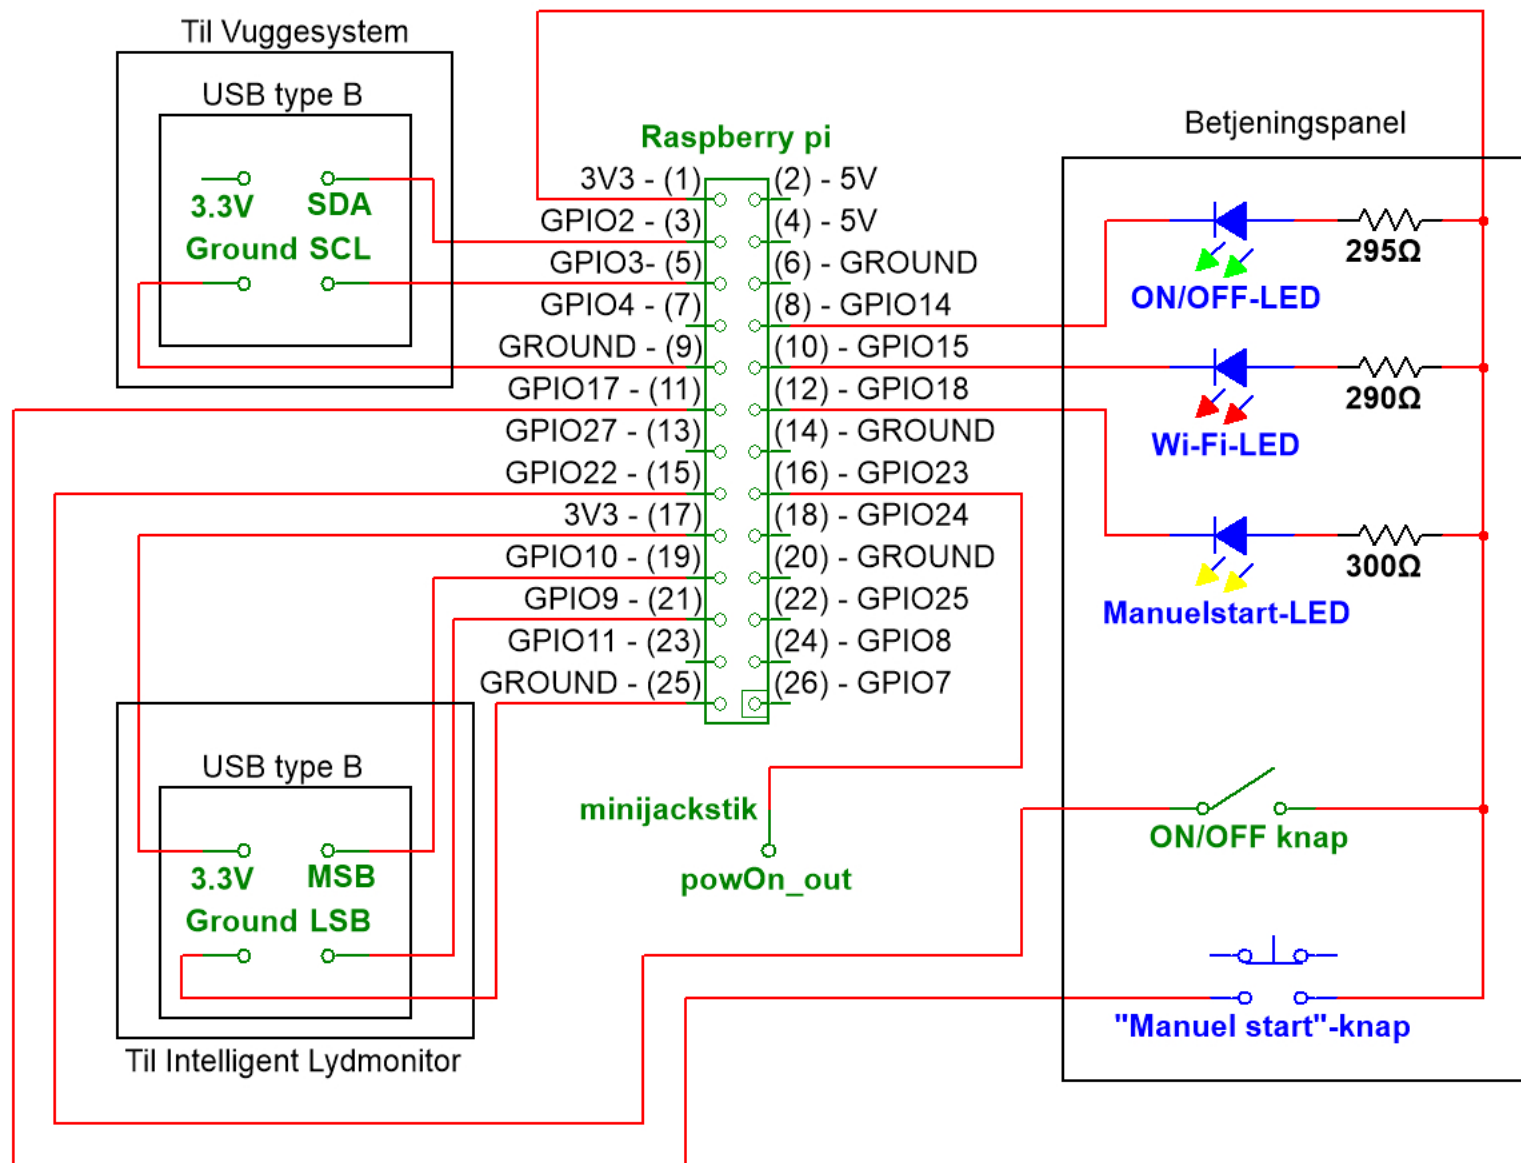 Til Vuggesystem
USB type B
3.3V SDA
Ground SCL
Raspberry pi
3V3 - (1) (2) - 5V
GPIO2 - (3) (4) - 5V
GPIO3- (5) (6) - GROUND
GPIO4 - (7) (8) - GPIO14
GROUND - (9) (10) - GPIO15
GPIO17 - (11) (12) - GPIO18
GPIO27 - (13) (14) - GROUND
GPIO22 - (15) (16) - GPIO23
3V3 - (17) (18) - GPIO24
GPIO10 - (19) (20) - GROUND
GPIO9 - (21) (22) - GPIO25
GPIO11 - (23) (24) - GPIO8
GROUND - (25) (26) - GPIO7
Betjeningspanel
295Ω
ON/OFF-LED
290Ω
Wi-Fi-LED
300Ω
Manuelstart-LED
ON/OFF knap
"Manuel start"-knap
minijackstik
powOn_out
USB type B
3.3V MSB
Ground LSB
Til Intelligent Lydmonitor